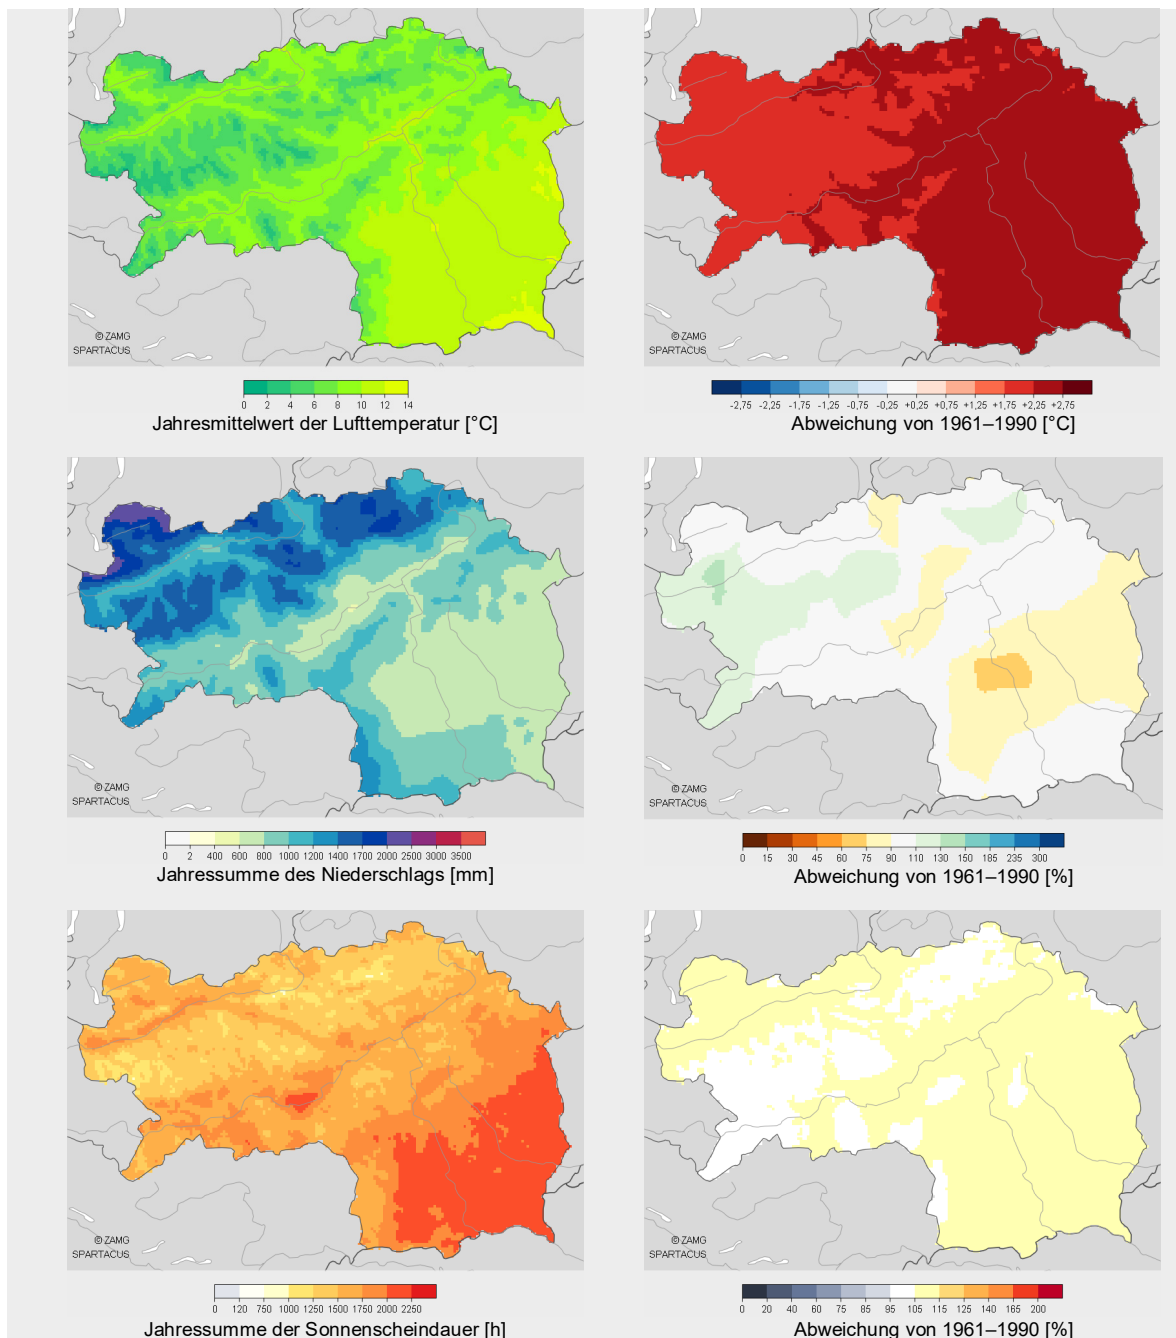 © ZAMG
SPARTACUS
0 2 4 6 8 10 12 14
Jahresmittelwert der Lufttemperatur [°C]
© ZAMG
SPARTACUS
-2,75 -2,25 -1,75 -1,25 -0,75 -0,25 +0,25 +0,75 +1,25 +1,75 +2,25 +2,75
Abweichung von 1961–1990 [°C]
© ZAMG
SPARTACUS
0 2 400 600 800 1000 1200 1400 1700 2000 2500 3000 3500
Jahressumme des Niederschlags [mm]
© ZAMG
SPARTACUS
0 15 30 45 60 75 90 110 130 150 185 235 300
Abweichung von 1961–1990 [%]
© ZAMG
SPARTACUS
0 120 750 1000 1250 1500 1750 2000 2250
Jahressumme der Sonnenscheindauer [h]
© ZAMG
SPARTACUS
0 20 40 60 75 85 95 105 115 125 140 165 200
Abweichung von 1961–1990 [%]